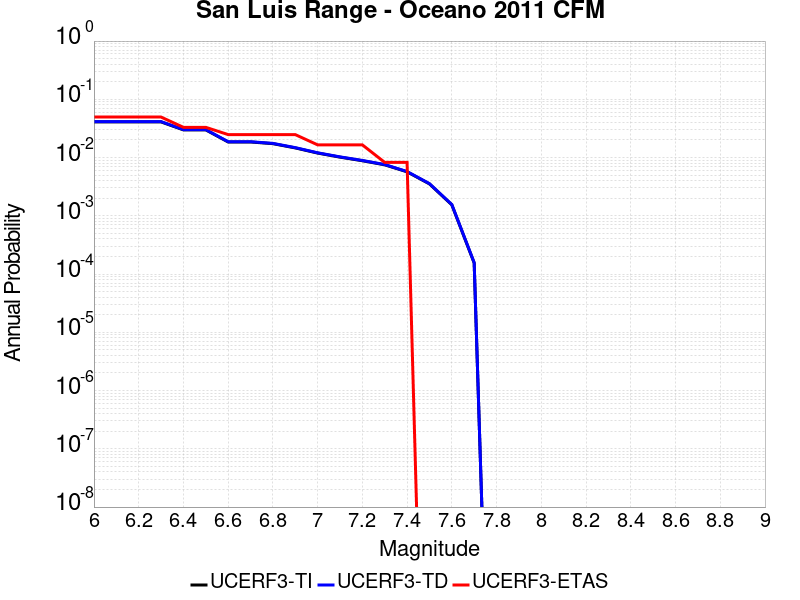 San Luis Range - Oceano 2011 CFM
10^0
10^-1
10^-2
10^-3
10^-4
10^-5
10^-6
10^-7
10^-8
Annual Probability
6 6.2 6.4 6.6 6.8 7 7.2 7.4 7.6 7.8 8 8.2 8.4 8.6 8.8 9
Magnitude
UCERF3-TI UCERF3-TD UCERF3-ETAS